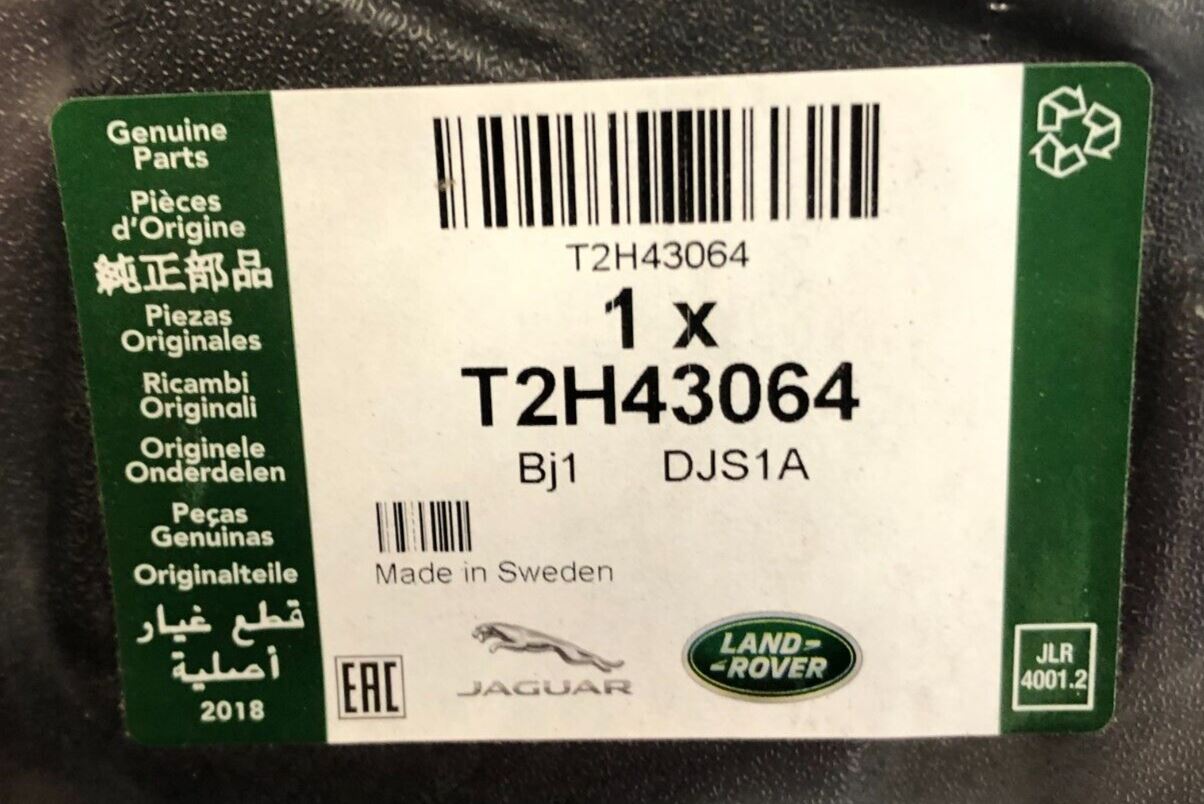 Genuine
Parts
Pièces
d'Origine
純正部品
Piezas
Originales
Ricambi
Originali
Originele
Onderdelen
Peças
Genuinas
Originalteile
قطع غيار
أصلية
2018
T2H43064
1 x
T2H43064
Bj1 DJS1A
Made in Sweden
EAC
JAGUAR
LAND-
-ROVER
JLR
4001.2